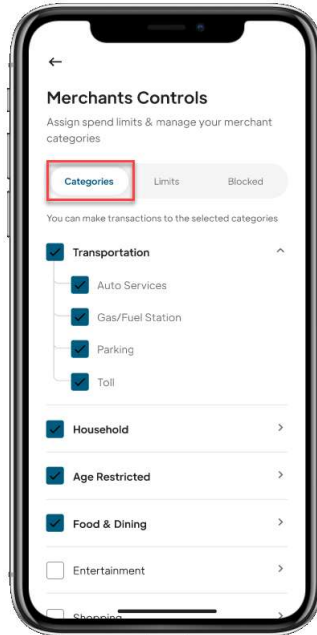 Merchants Controls
Assign spend limits & manage your merchant
categories
Categories Limits Blocked
You can make transactions to the selected categories
Transportation
Auto Services
Gas/Fuel Station
Parking
Toll
Household
Age Restricted
Food & Dining
Entertainment
Shopping